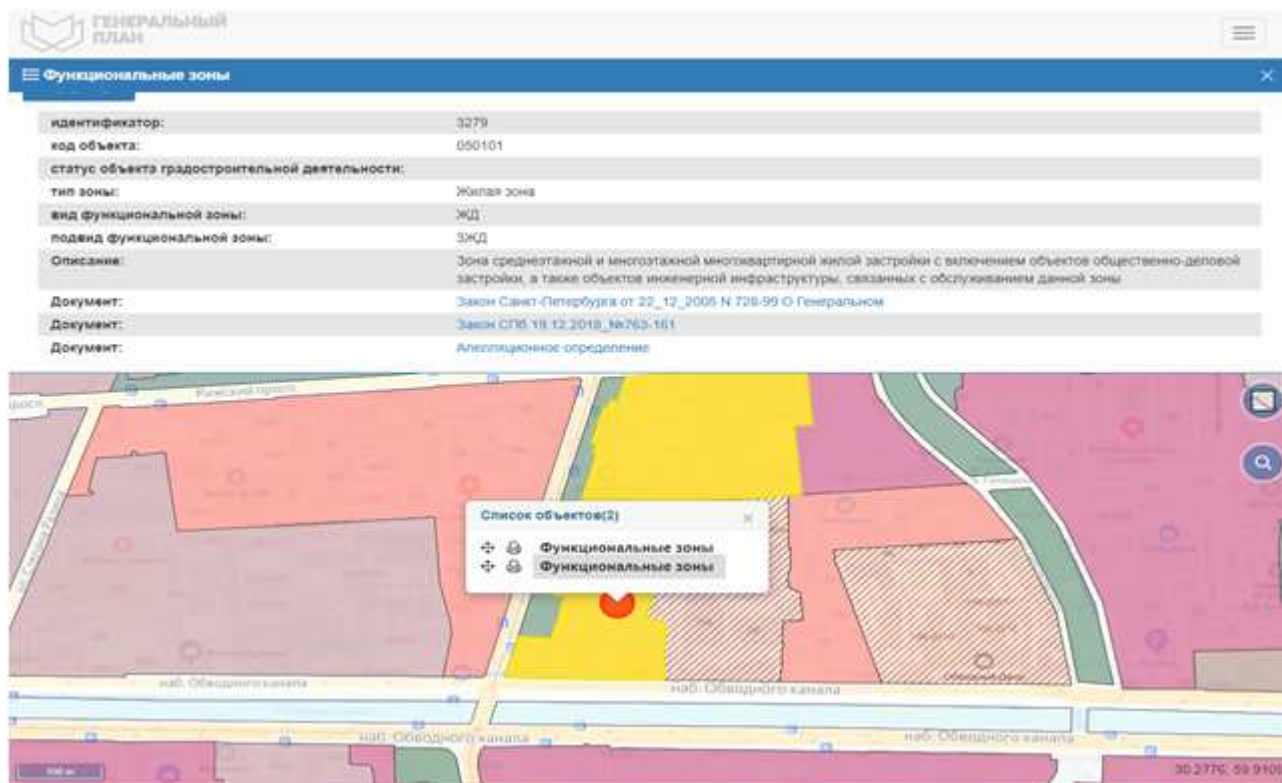 ГЕНЕРАЛЬНЫЙ
ПЛАН
Функциональные зоны
идентификатор: 3279
код объекта: 050101
статус объекта градостроительной деятельности:
тип зоны: Жилая зона
вид функциональной зоны: ЖД
подвид функциональной зоны: 3ЖД
Описание: Зона среднеэтажной и многоэтажной многоквартирной жилой застройки с включением объектов общественно-деловой
застройки, а также объектов инженерной инфраструктуры, связанных с обслуживанием данной зоны
Документ: Закон Санкт-Петербурга от 22_12_2005 N 728-99 О Генеральном
Документ: Закон СПб 19.12.2018_№763-161
Документ: Апелляционное определение
Рижский просп.
Список объектов(2)
Функциональные зоны
Функциональные зоны
наб. Обводного канала
наб. Обводного канала
наб. Обводного канала
наб. Обводного канала
100 м